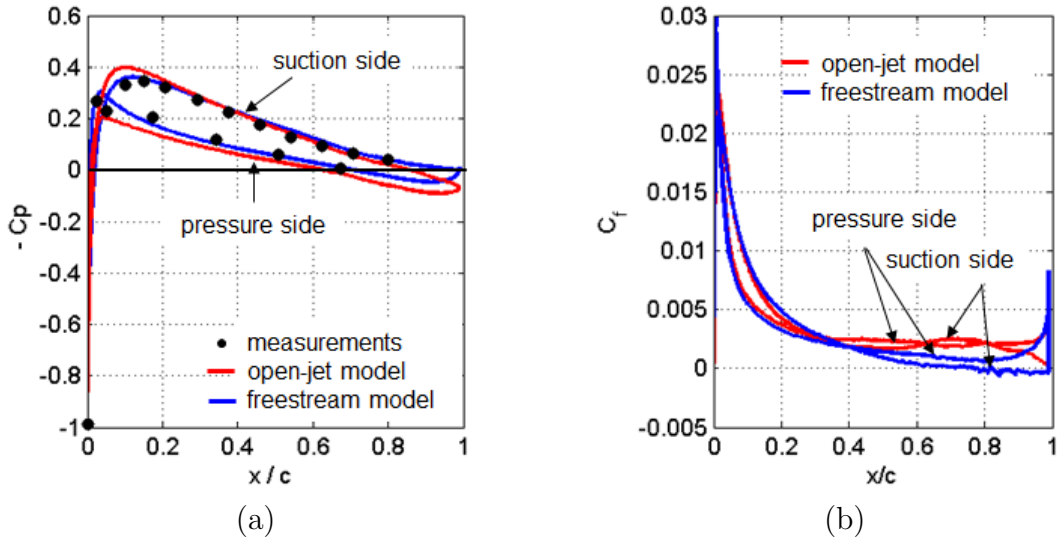 0.6
0.4
0.2
0
-0.2
-0.4
-0.6
-0.8
-1
- Cp
suction side
pressure side
measurements
open-jet model
freestream model
0 0.2 0.4 0.6 0.8 1
x / c
(a)
0.03
0.025
0.02
0.015
0.01
0.005
0
-0.005
C_f
open-jet model
freestream model
pressure side
suction side
0 0.2 0.4 0.6 0.8 1
x/c
(b)